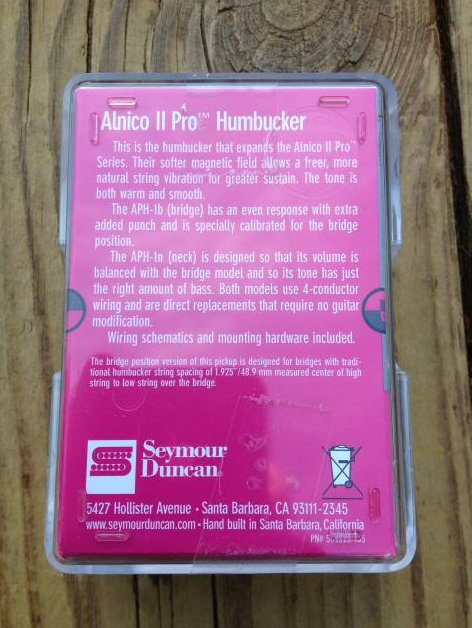 Alnico II Pro™ Humbucker
This is the humbucker that expands the Alnico II Pro™
Series. Their softer magnetic field allows a freer, more
natural string vibration for greater sustain. The tone is
both warm and smooth.
The APH-1b (bridge) has an even response with extra
added punch and is specially calibrated for the bridge
position.
The APH-1n (neck) is designed so that its volume is
balanced with the bridge model and so its tone has just
the right amount of bass. Both models use 4-conductor
wiring and are direct replacements that require no guitar
modification.
Wiring schematics and mounting hardware included.
The bridge position version of this pickup is designed for bridges with tradi-
tional humbucker string spacing of 1.925"/48.9 mm measured center of high
string to low string over the bridge.
Seymour
Duncan
5427 Hollister Avenue • Santa Barbara, CA 93111-2345
www.seymourduncan.com • Hand built in Santa Barbara, California
PN#